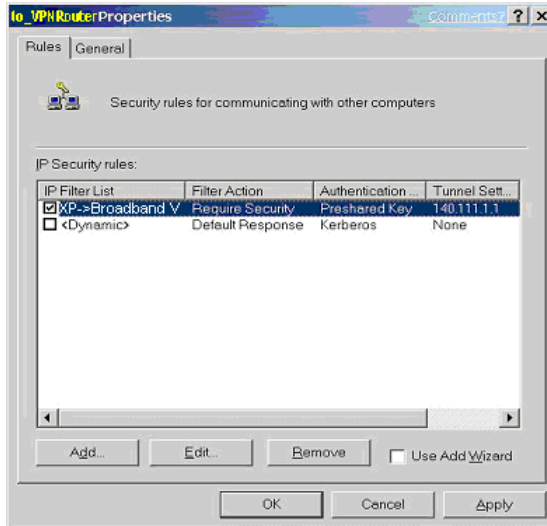 to_VPNRouter Properties Comments? ? x
Rules General
Security rules for communicating with other computers
IP Security rules:
IP Filter List Filter Action Authentication ... Tunnel Sett...
XP->Broadband V Require Security Preshared Key 140.111.1.1
<Dynamic> Default Response Kerberos None
Add... Edit... Remove Use Add Wizard
OK Cancel Apply